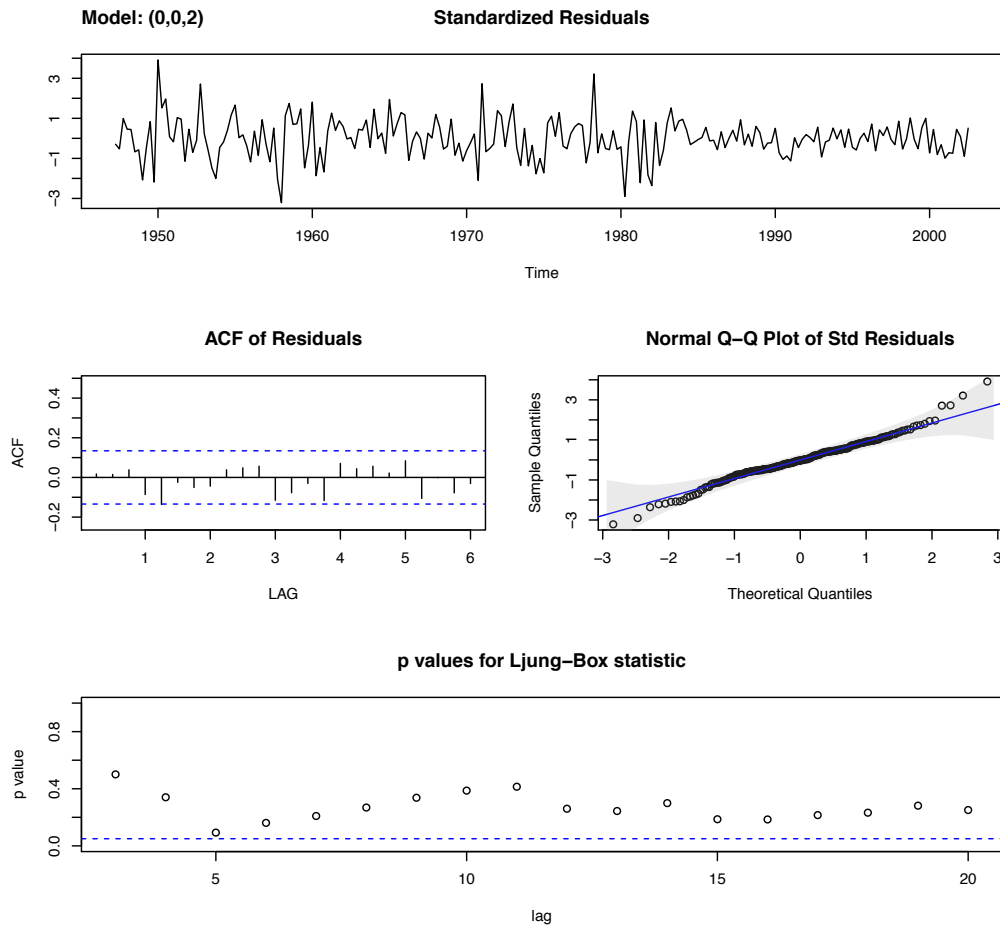 Model: (0,0,2) Standardized Residuals
3
1
−1
−3
1950 1960 1970 1980 1990 2000
Time
ACF of Residuals
ACF
0.4
0.2
0.0
−0.2
1 2 3 4 5 6
LAG
Normal Q−Q Plot of Std Residuals
Sample Quantiles
3
1
−1
−3
−3 −2 −1 0 1 2 3
Theoretical Quantiles
p values for Ljung−Box statistic
p value
0.8
0.4
0.0
5 10 15 20
lag